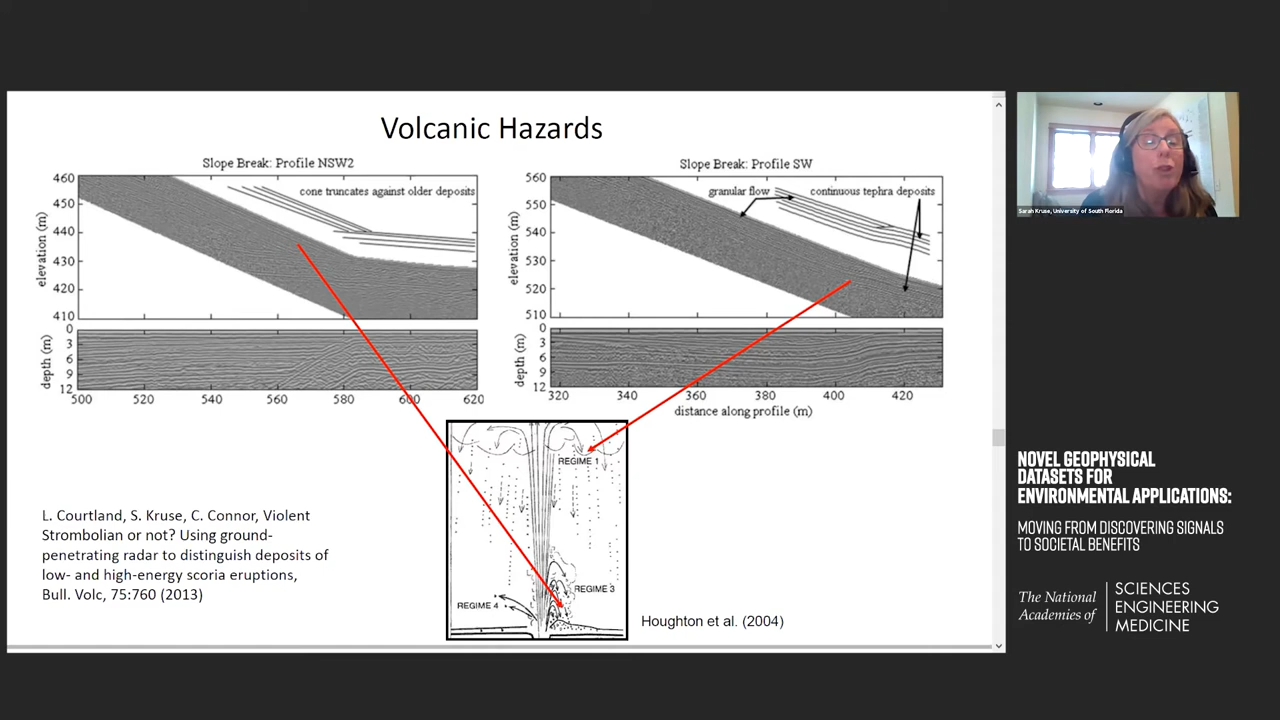 Volcanic Hazards
Slope Break: Profile NSW2
cone truncates against older deposits
460
450
440
430
420
410
elevation (m)
0
3
6
9
12
depth (m)
500 520 540 560 580 600 620
Slope Break: Profile SW
granular flow continuous tephra deposits
560
550
540
530
520
510
elevation (m)
0
3
6
9
12
depth (m)
320 340 360 380 400 420
distance along profile (m)
REGIME 1
REGIME 3
REGIME 4
Houghton et al. (2004)
L. Courtland, S. Kruse, C. Connor, Violent
Strombolian or not? Using ground-
penetrating radar to distinguish deposits of
low- and high-energy scoria eruptions,
Bull. Volc, 75:760 (2013)
Sarah Kruse, University of South Florida
NOVEL GEOPHYSICAL
DATASETS FOR
ENVIRONMENTAL APPLICATIONS:
MOVING FROM DISCOVERING SIGNALS
TO SOCIETAL BENEFITS
The National
Academies of
SCIENCES
ENGINEERING
MEDICINE